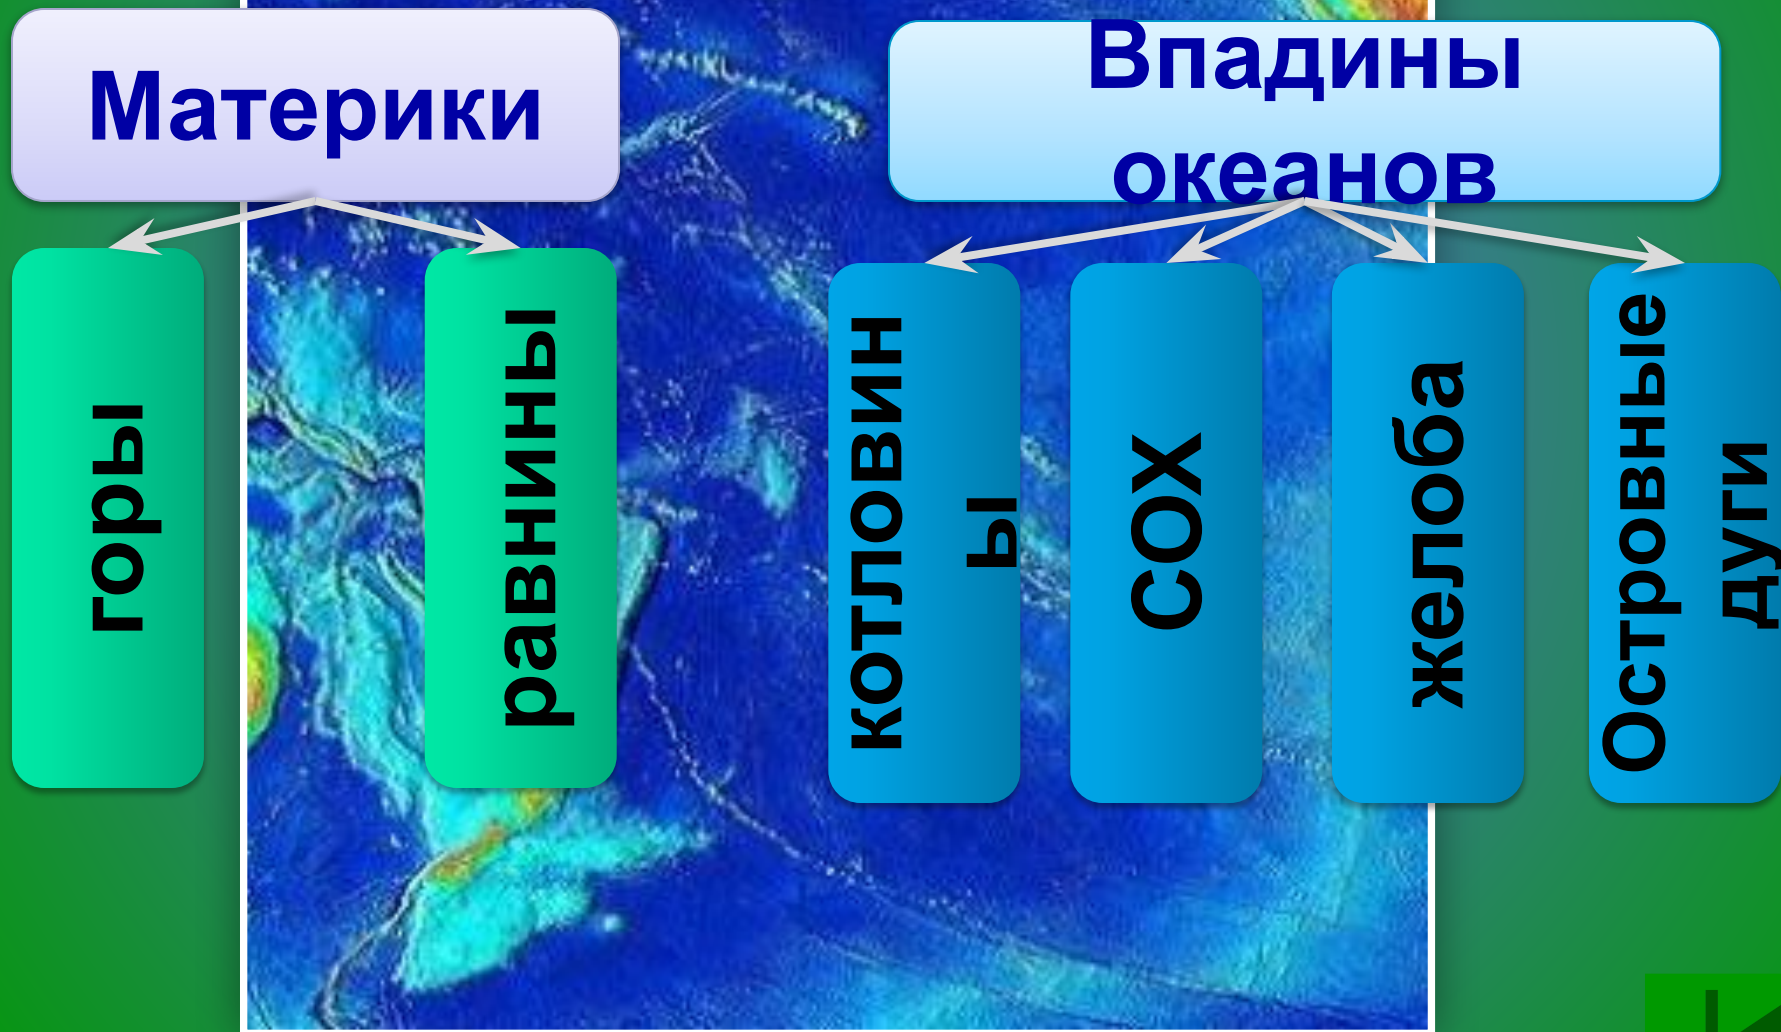 Материки
Впадины
океанов
горы
равнины
котловин
ы
СОХ
желоба
Островные
дуги